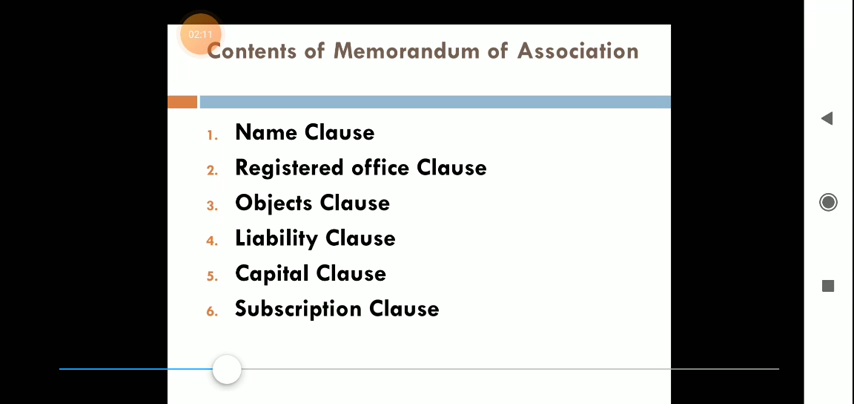 02:11
Contents of Memorandum of Association
1. Name Clause
2. Registered office Clause
3. Objects Clause
4. Liability Clause
5. Capital Clause
6. Subscription Clause